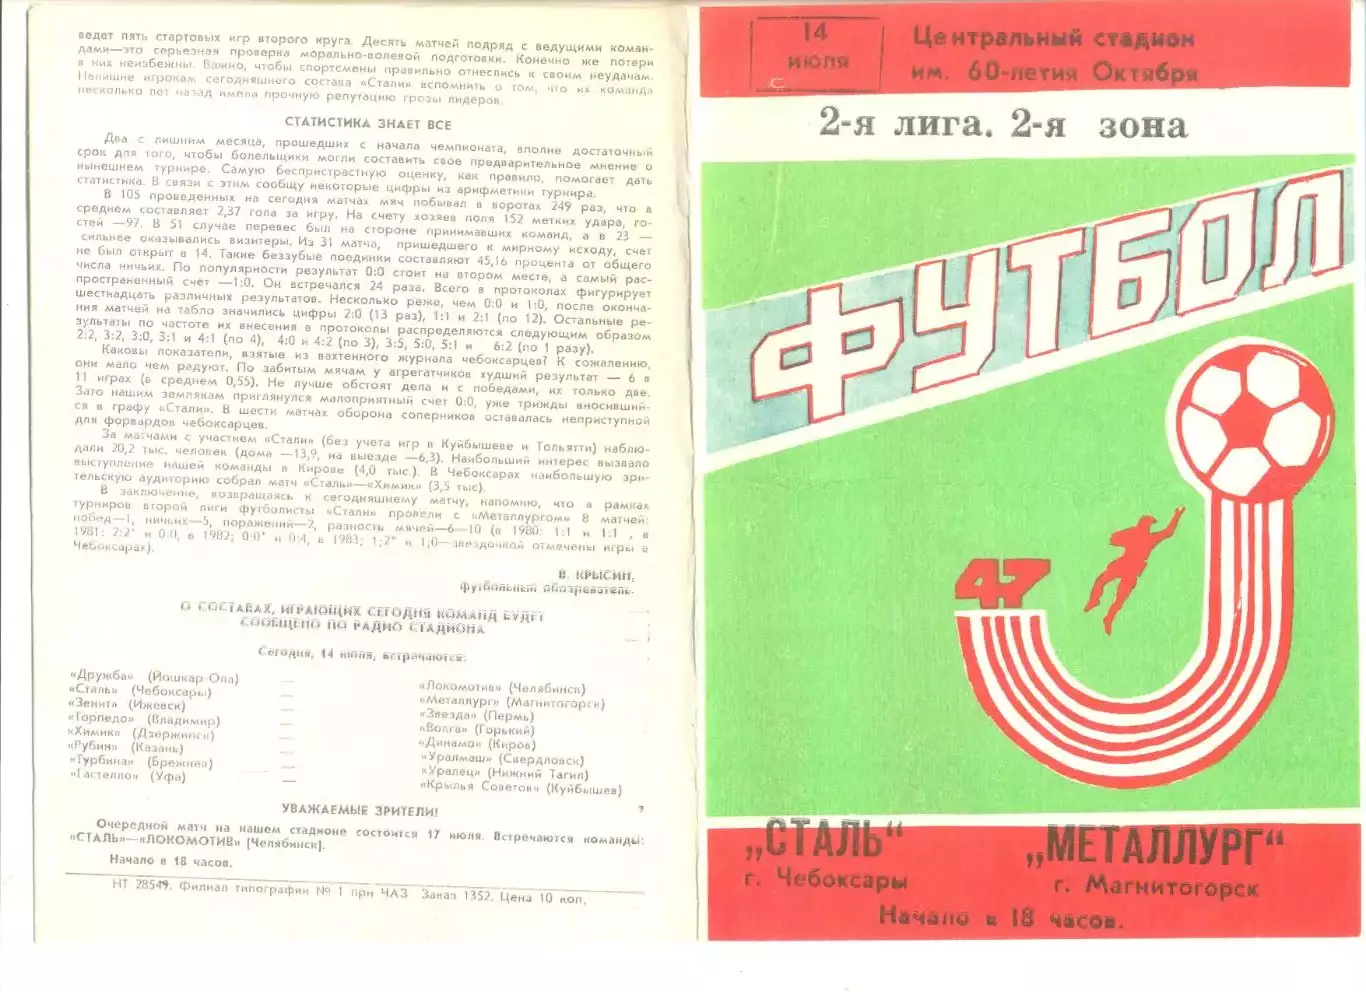 ведет пять стартовых игр второго круга. Десять матчей подряд с ведущими коман-
дами—это серьезная проверка морально-волевой подготовки. Конечно же потери
в них неизбежны. Важно, чтобы спортсмены правильно отнеслись к своим неудачам.
Нелишне игрокам сегодняшнего состава «Стали» вспомнить о том, что их команда
несколько лет назад имела прочную репутацию грозы лидеров.
СТАТИСТИКА ЗНАЕТ ВСЕ
Два с лишним месяца, прошедших с начала чемпионата, вполне достаточный
срок для того, чтобы болельщики могли составить свое предварительное мнение о
нынешнем турнире. Самую беспристрастную оценку, как правило, помогает дать
статистика. В связи с этим сообщу некоторые цифры из арифметики турнира.
В 105 проведенных на сегодня матчах мяч побывал в воротах 249 раз, что в
среднем составляет 2,37 гола за игру. На счету хозяев поля 152 метких удара, го-
стей —97. В 51 случае перевес был на стороне принимавших команд, а в 23 —
сильнее оказывались визитеры. Из 31 матча, пришедшего к мирному исходу, счет
не был открыт в 14. Такие беззубые поединки составляют 45,16 процента от общего
числа ничьих. По популярности результат 0:0 стоит на втором месте, а самый рас-
пространенный счет —1:0. Он встречался 24 раза. Всего в протоколах фигурирует
шестнадцать различных результатов. Несколько реже, чем 0:0 и 1:0, после оконча-
ния матчей на табло значились цифры 2:0 (13 раз), 1:1 и 2:1 (по 12). Остальные ре-
зультаты по частоте их внесения в протоколы распределяются следующим образом
2:2, 3:2, 3:0, 3:1 и 4:1 (по 4), 4:0 и 4:2 (по 3), 3:5, 5:0, 5:1 и 6:2 (по 1 разу).
Каковы показатели, взятые из вахтенного журнала чебоксарцев? К сожалению,
они мало чем радуют. По забитым мячам у агрегатчиков худший результат — 6 в
11 играх (в среднем 0,55). Не лучше обстоят дела и с победами, их только две.
Зато нашим землякам приглянулся малоприятный счет 0:0, уже трижды вносивший-
ся в графу «Стали». В шести матчах оборона соперников оставалась неприступной
для форвардов чебоксарцев.
За матчами с участием «Стали» (без учета игр в Куйбышеве и Тольятти) наблю-
дали 20,2 тыс. человек (дома —13,9, на выезде —6,3). Наибольший интерес вызвало
выступление нашей команды в Кирове (4,0 тыс.). В Чебоксарах наибольшую зри-
тельскую аудиторию собрал матч «Сталь»—«Химик» (3,5 тыс).
В заключение, возвращаясь к сегодняшнему матчу, напомню, что в рамках
турниров второй лиги футболисты «Стали» провели с «Металлургом» 8 матчей:
побед—1, ничьих—5, поражений—2, разность мячей—6—10 (в 1980: 1:1 и 1:1 , в
1981: 2:2* и 0:0, в 1982; 0:0* и 0:4, в 1983; 1;2* и 1;0—звездочкой отмечены игры в
Чебоксарах).
В. КРЫСИН,
футбольный обозреватель.
О СОСТАВАХ, ИГРАЮЩИХ СЕГОДНЯ КОМАНД БУДЕТ
СООБЩЕНО ПО РАДИО СТАДИОНА
Сегодня, 14 июля, встречаются:
«Дружба» (Йошкар Ола) — «Локомотив» (Челябинск)
«Сталь» (Чебоксары) — «Металлург» (Магнитогорск)
«Зенит» (Ижевск) — «Звезда» (Пермь)
«Торпедо» (Владимир) — «Волга» (Горький)
«Химик» (Дзержинск) — «Динамо» (Киров)
«Рубин» (Казань) — «Уралмаш» (Свердловск)
«Турбина» (Брежнев) — «Уралец» (Нижний Тагил)
«Гастелло» (Уфа) — «Крылья Советов» (Куйбышев)
УВАЖАЕМЫЕ ЗРИТЕЛИ!
Очередной матч на нашем стадионе состоится 17 июля. Встречаются команды:
«СТАЛЬ»—«ЛОКОМОТИВ» [Челябинск].
Начало в 18 часов.
НТ 28549. Филиал типографии № 1 при ЧАЗ Заказ 1352. Цена 10 коп.
14
июля
Центральный стадион
им. 60-летия Октября
2-я лига. 2-я зона
ФУТБОЛ
47
„СТАЛЬ“
г. Чебоксары
„МЕТАЛЛУРГ“
г. Магнитогорск
Начало в 18 часов.